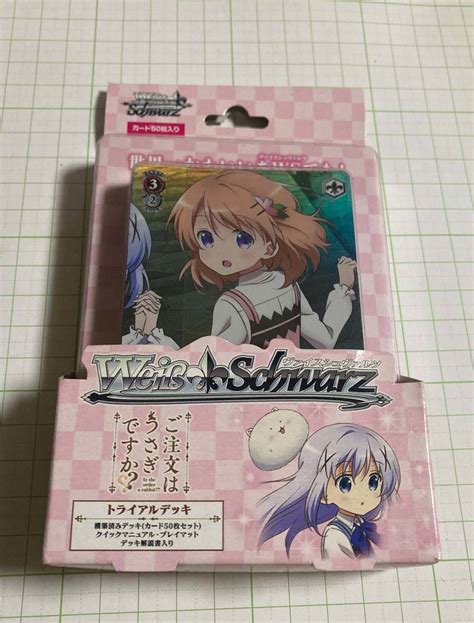 Weiß Schwarz
カード50枚入り
3
2
ヴァイスシュヴァルツ
Weiß Schwarz
ご注文は
うさぎ
ですか?
Is the order
a rabbit??
トライアルデッキ
構築済みデッキ(カード50枚セット)
クイックマニュアル・プレイマット
デッキ解説書入り